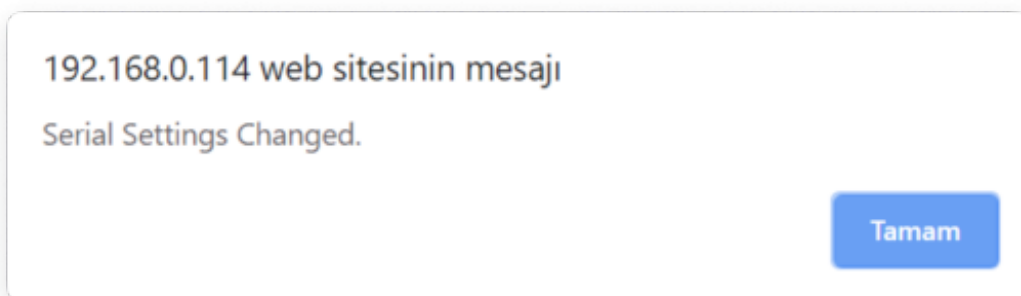 192.168.0.114 web sitesinin mesajı
Serial Settings Changed.
Tamam